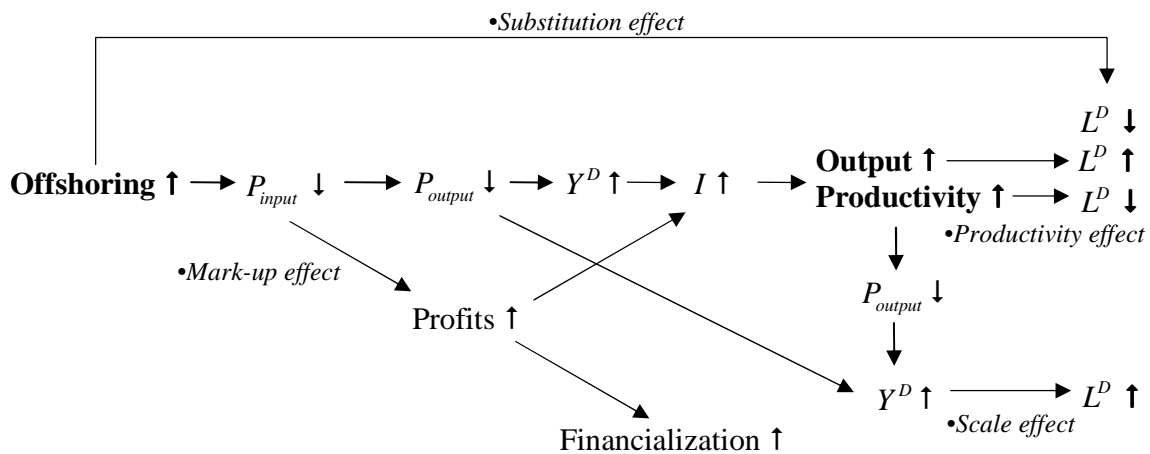 •Substitution effect
L^D ↓
Output ↑ → L^D ↑
Offshoring ↑ → P_input ↓ → P_output ↓ → Y^D ↑ → I ↑ →
Productivity ↑ → L^D ↓
•Productivity effect
•Mark-up effect
P_output ↓
Profits ↑
Y^D ↑ → L^D ↑
•Scale effect
Financialization ↑